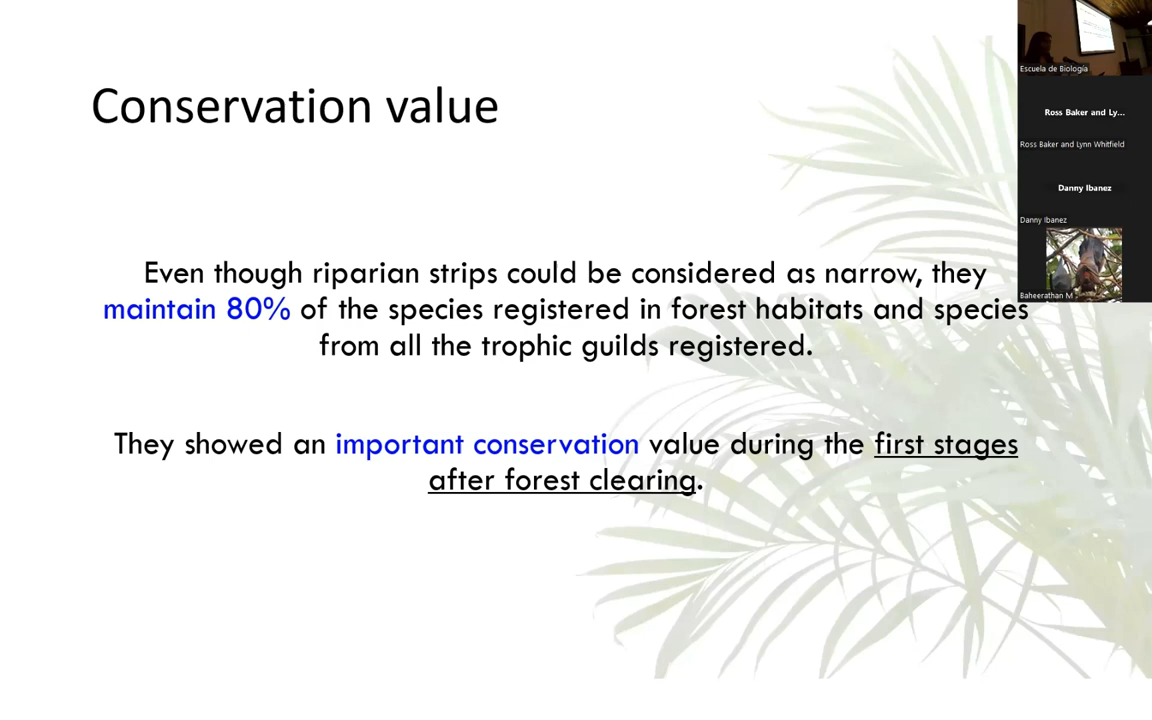 Conservation value
Even though riparian strips could be considered as narrow, they
maintain 80% of the species registered in forest habitats and species
from all the trophic guilds registered.
They showed an important conservation value during the first stages
after forest clearing.
Escuela de Biología
Ross Baker and Ly...
Ross Baker and Lynn Whitfield
Danny Ibanez
Danny Ibanez
Baheerathan M